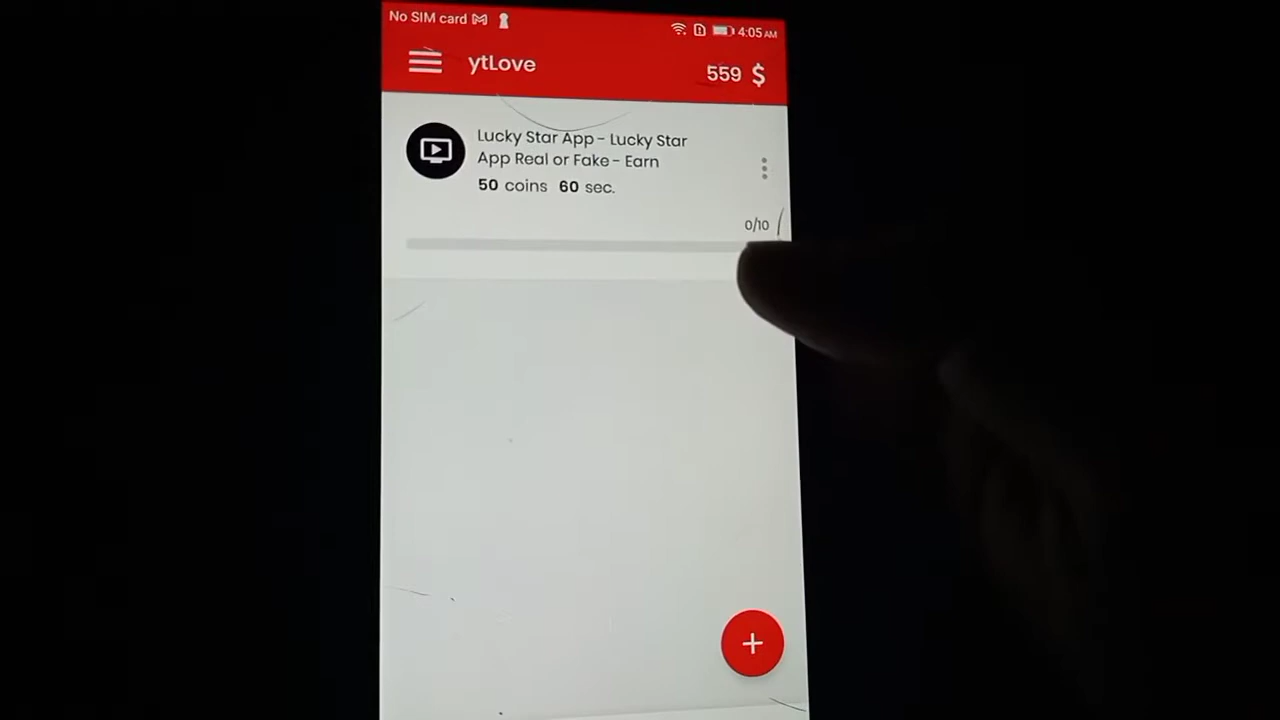 No SIM card 4:05 AM
ytLove 559 $
Lucky Star App - Lucky Star
App Real or Fake - Earn
50 coins 60 sec.
0/10
+